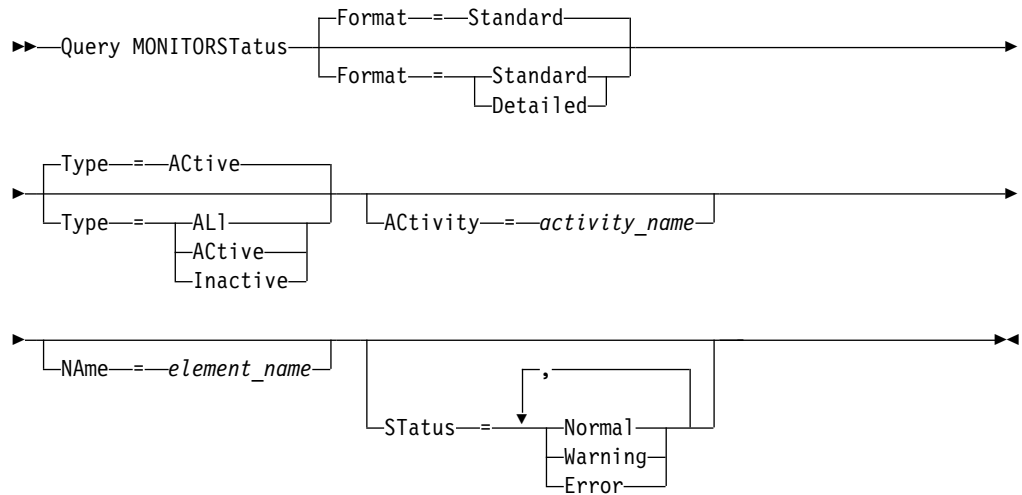 Format = Standard
Query MONITORSTatus
Format = Standard
Detailed
Type = ACtive
Type = ALl
ACtive
Inactive
ACtivity = activity_name
NAme = element_name
,
STatus = Normal
Warning
Error